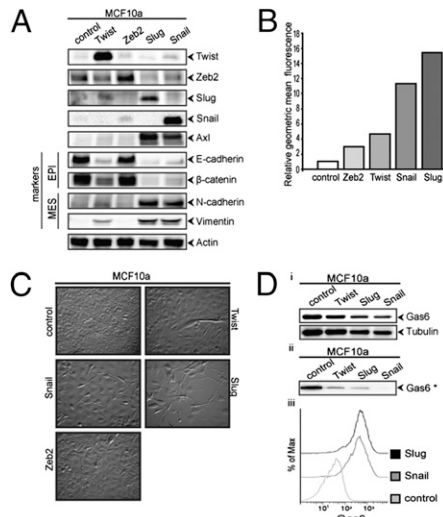 A
MCF10a
control
Twist
Zeb2
Slug
Snail
Twist
Zeb2
Slug
Snail
Axl
E-cadherin
β-catenin
N-cadherin
Vimentin
Actin
markers
EPI
MES
B
Relative geometric mean fluorescence
18
16
14
12
10
8
6
4
2
0
control Zeb2 Twist Snail Slug
C
MCF10a
control
Twist
Snail
Slug
Zeb2
D
i
MCF10a
control
Twist
Slug
Snail
Gas6
Tubulin
ii
MCF10a
control
Twist
Slug
Snail
Gas6 *
iii
% of Max
Slug
Snail
control
10¹ 10² 10³